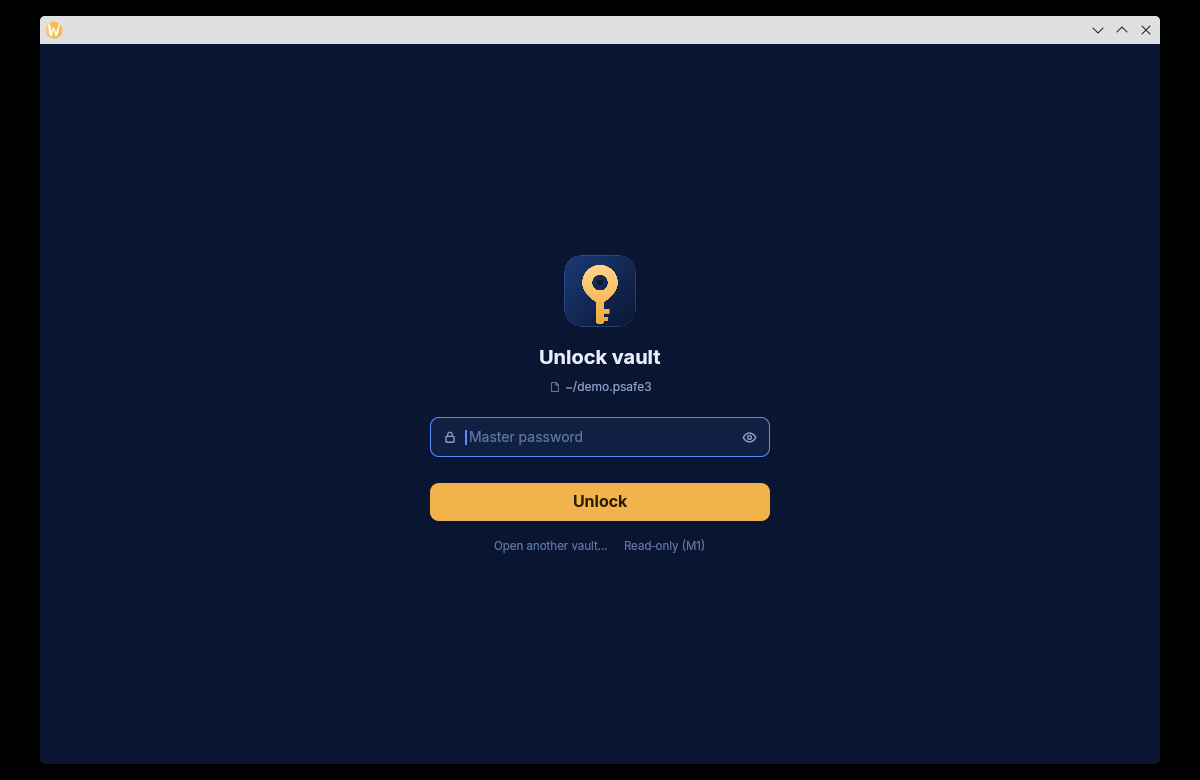 W
Unlock vault
~/demo.psafe3
Master password
Unlock
Open another vault... Read-only (M1)